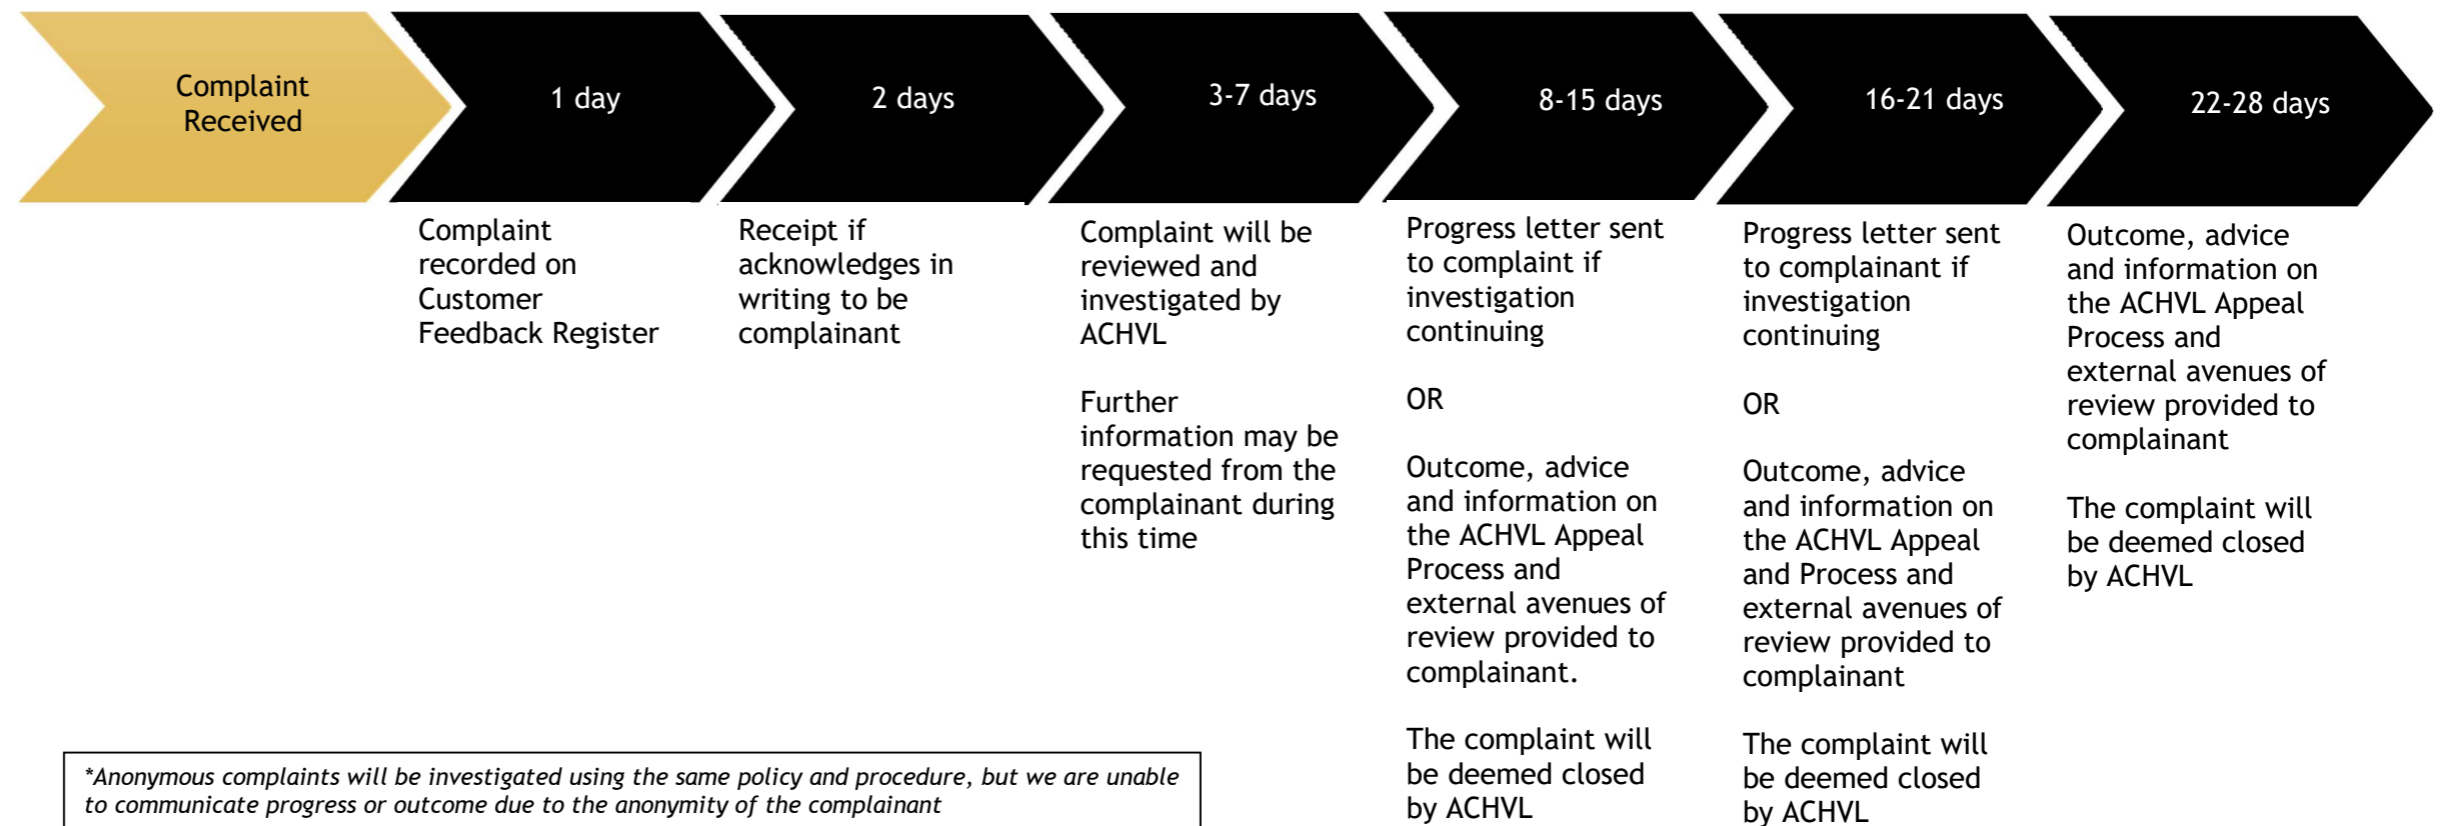 Complaint
Received
1 day
2 days
3-7 days
8-15 days
16-21 days
22-28 days
Complaint
recorded on
Customer
Feedback Register
Receipt if
acknowledges in
writing to be
complainant
Complaint will be
reviewed and
investigated by
ACHVL
Further
information may be
requested from the
complainant during
this time
Progress letter sent
to complaint if
investigation
continuing
OR
Outcome, advice
and information on
the ACHVL Appeal
Process and
external avenues of
review provided to
complainant.
The complaint will
be deemed closed
by ACHVL
Progress letter sent
to complainant if
investigation
continuing
OR
Outcome, advice
and information on
the ACHVL Appeal
and Process and
external avenues of
review provided to
complainant
The complaint will
be deemed closed
by ACHVL
Outcome, advice
and information on
the ACHVL Appeal
Process and
external avenues of
review provided to
complainant
The complaint will
be deemed closed
by ACHVL
*Anonymous complaints will be investigated using the same policy and procedure, but we are unable
to communicate progress or outcome due to the anonymity of the complainant